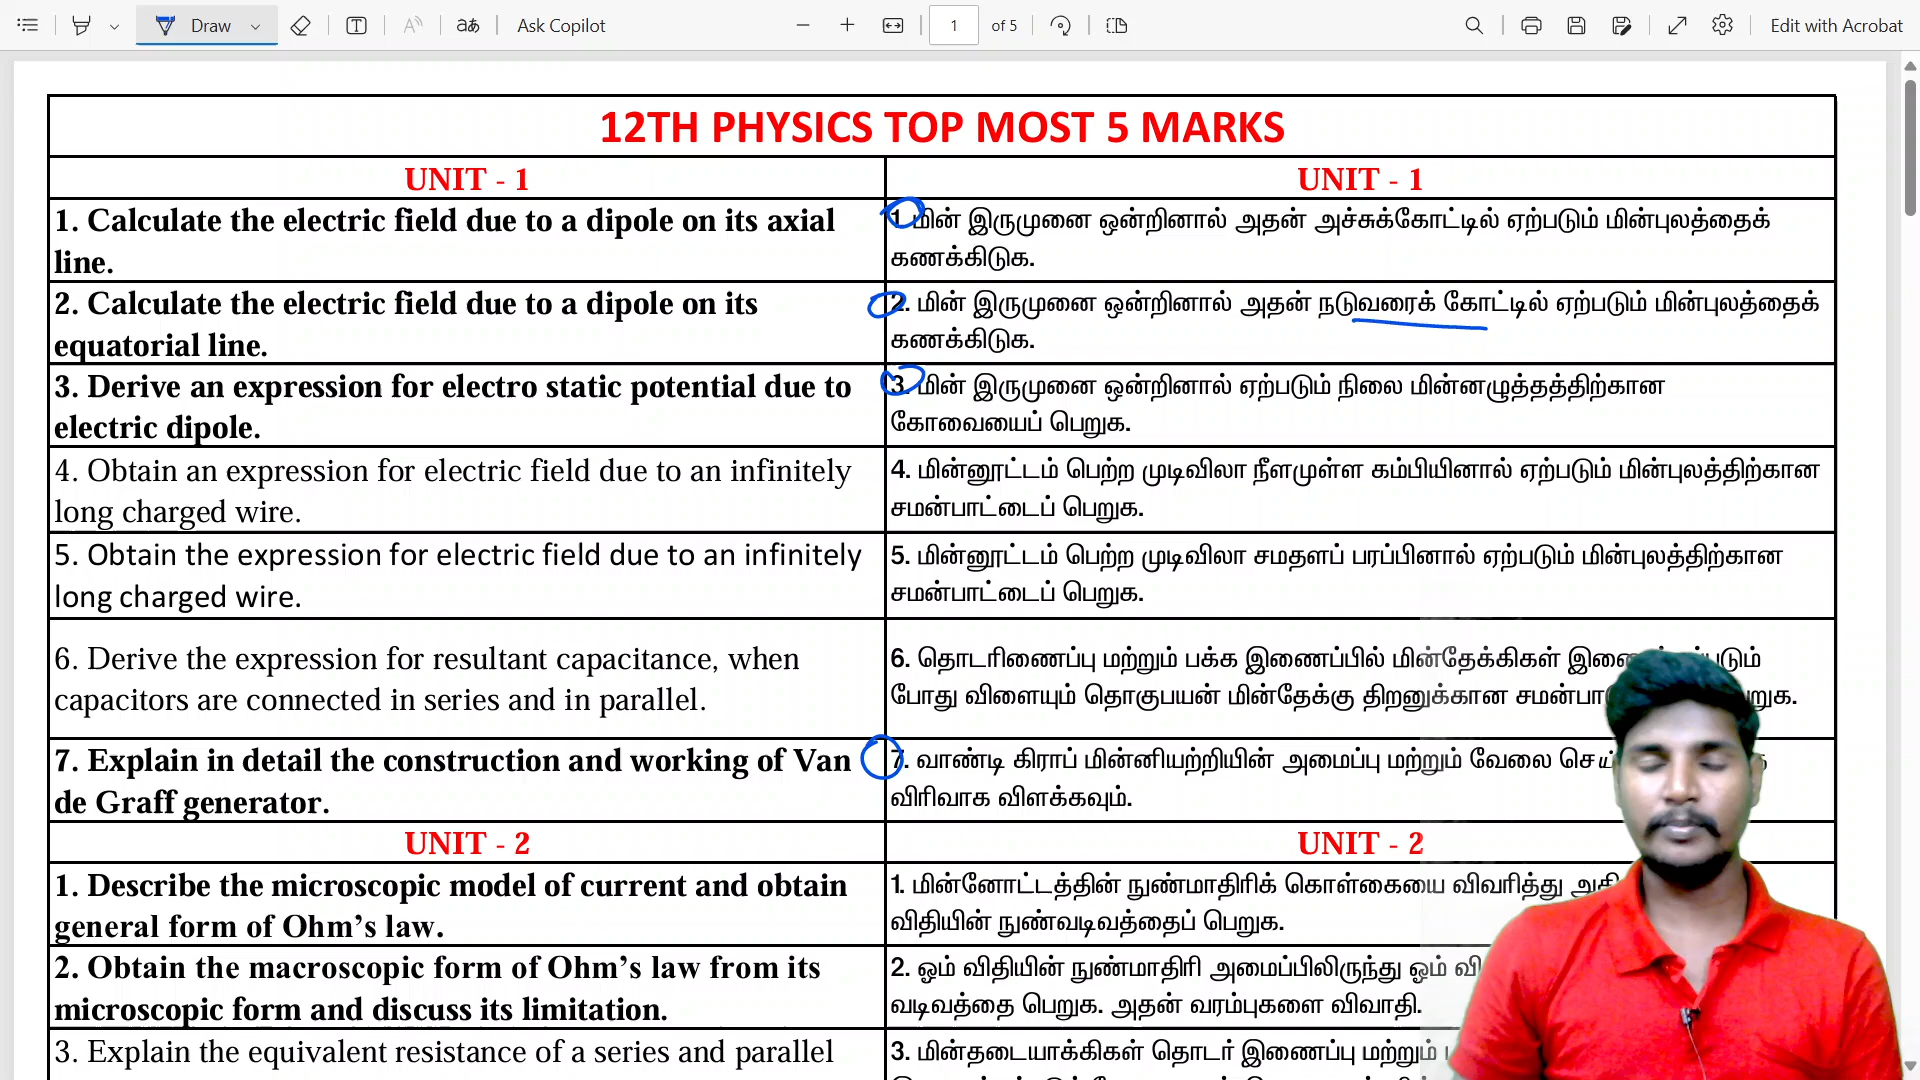 Draw
Ask Copilot
1 of 5
Edit with Acrobat
12TH PHYSICS TOP MOST 5 MARKS
UNIT - 1
UNIT - 1
1. Calculate the electric field due to a dipole on its axial
line.
1. மின் இருமுனை ஒன்றினால் அதன் அச்சுக்கோட்டில் ஏற்படும் மின்புலத்தைக்
கணக்கிடுக.
2. Calculate the electric field due to a dipole on its
equatorial line.
2. மின் இருமுனை ஒன்றினால் அதன் நடுவரைக் கோட்டில் ஏற்படும் மின்புலத்தைக்
கணக்கிடுக.
3. Derive an expression for electro static potential due to
electric dipole.
3. மின் இருமுனை ஒன்றினால் ஏற்படும் நிலை மின்னழுத்தத்திற்கான
கோவையைப் பெறுக.
4. Obtain an expression for electric field due to an infinitely
long charged wire.
4. மின்னூட்டம் பெற்ற முடிவிலா நீளமுள்ள கம்பியினால் ஏற்படும் மின்புலத்திற்கான
சமன்பாட்டைப் பெறுக.
5. Obtain the expression for electric field due to an infinitely
long charged wire.
5. மின்னூட்டம் பெற்ற முடிவிலா சமதளப் பரப்பினால் ஏற்படும் மின்புலத்திற்கான
சமன்பாட்டைப் பெறுக.
6. Derive the expression for resultant capacitance, when
capacitors are connected in series and in parallel.
6. தொடரிணைப்பு மற்றும் பக்க இணைப்பில் மின்தேக்கிகள்
போது விளையும் தொகுபயன் மின்தேக்கு திறனுக்கான
7. Explain in detail the construction and working of Van
de Graff generator.
7. வாண்டி கிராப் மின்னியற்றியின் அமைப்பு மற்றும் வேலை
விரிவாக விளக்கவும்.
UNIT - 2
UNIT - 2
1. Describe the microscopic model of current and obtain
general form of Ohm’s law.
1. மின்னோட்டத்தின் நுண்மாதிரிக் கொள்கையை விவரித்து
விதியின் நுண்வடிவத்தைப் பெறுக.
2. Obtain the macroscopic form of Ohm’s law from its
microscopic form and discuss its limitation.
2. ஓம் விதியின் நுண்மாதிரி அமைப்பிலிருந்து ஓம்
வடிவத்தை பெறுக. அதன் வரம்புகளை விவாதி.
3. Explain the equivalent resistance of a series and parallel
3. மின்தடையாக்கிகள் தொடர் இணைப்பு மற்றும்